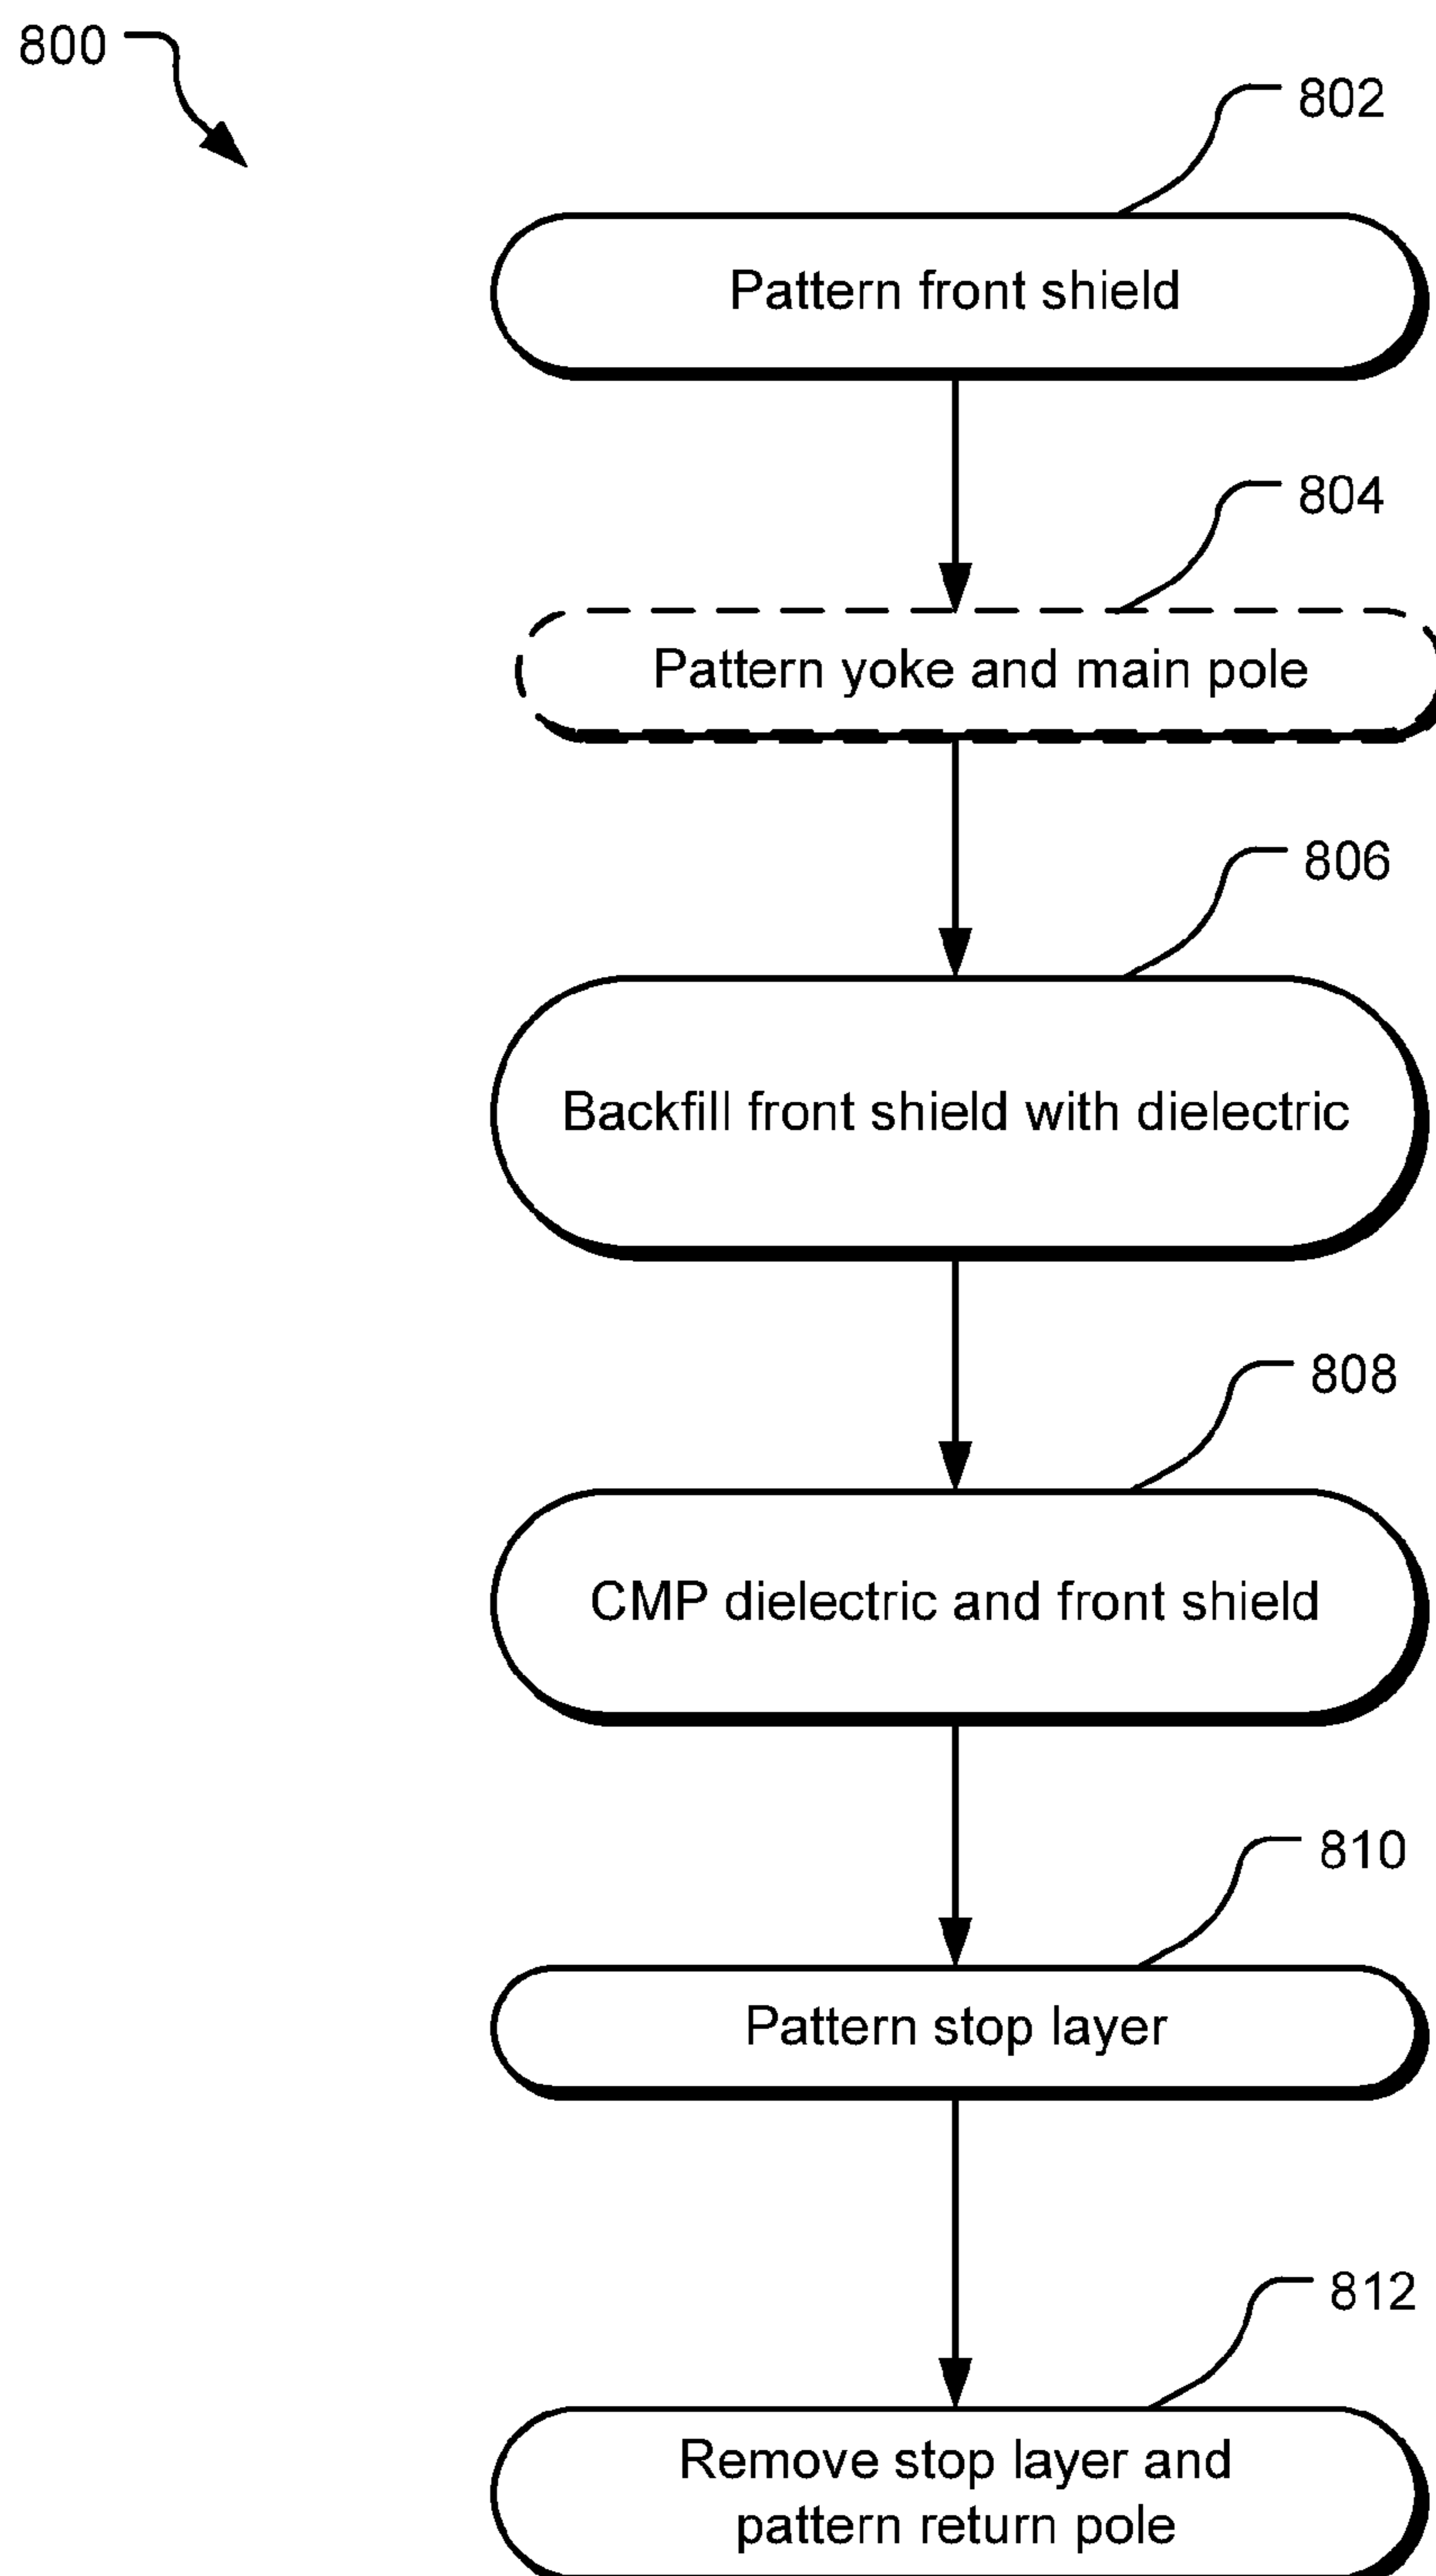 800
802
Pattern front shield
804
Pattern yoke and main pole
806
Backfill front shield with dielectric
808
CMP dielectric and front shield
810
Pattern stop layer
812
Remove stop layer and
pattern return pole